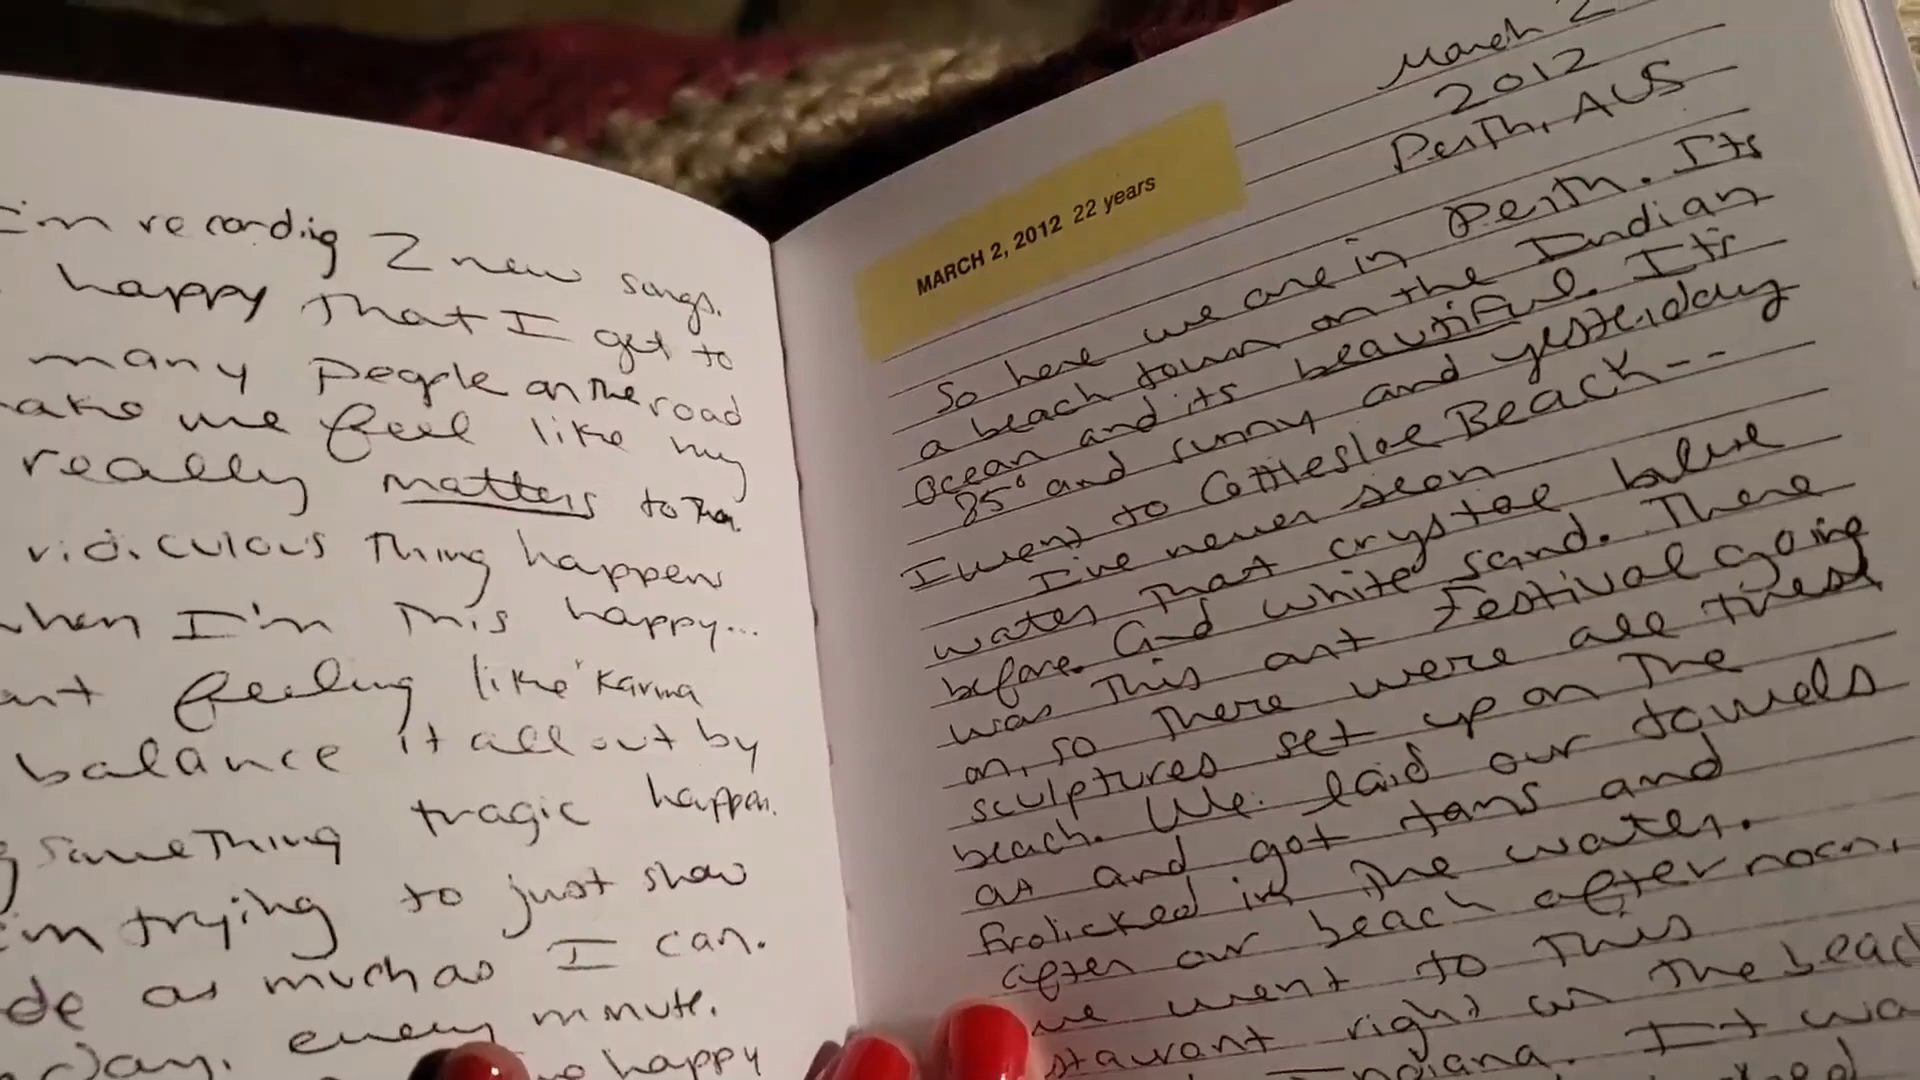 I'm recording 2 new songs.
happy that I get to
many people on the road
make me feel like my
really matters to them.
ridiculous thing happens
when I'm this happy...
feeling like karma
balance it all out by
something tragic happen.
I'm trying to just show
as much as I can.
day. every minute.
happy
March 2
2012
Perth, AUS
MARCH 2, 2012 22 years
So here we are in Perth. Its
a beach town on the Indian
Ocean and its beautiful. It's
85° and sunny and yesterday
I went to Cottesloe Beach--
I've never seen
water that crystal blue
before. And white sand. There
was this art festival going
on, so there were all these
sculptures set up on the
beach. We laid our towels
as and got tans and
frolicked in the water.
after our beach afternoon,
we went to this
right on the beach
Indiana. It